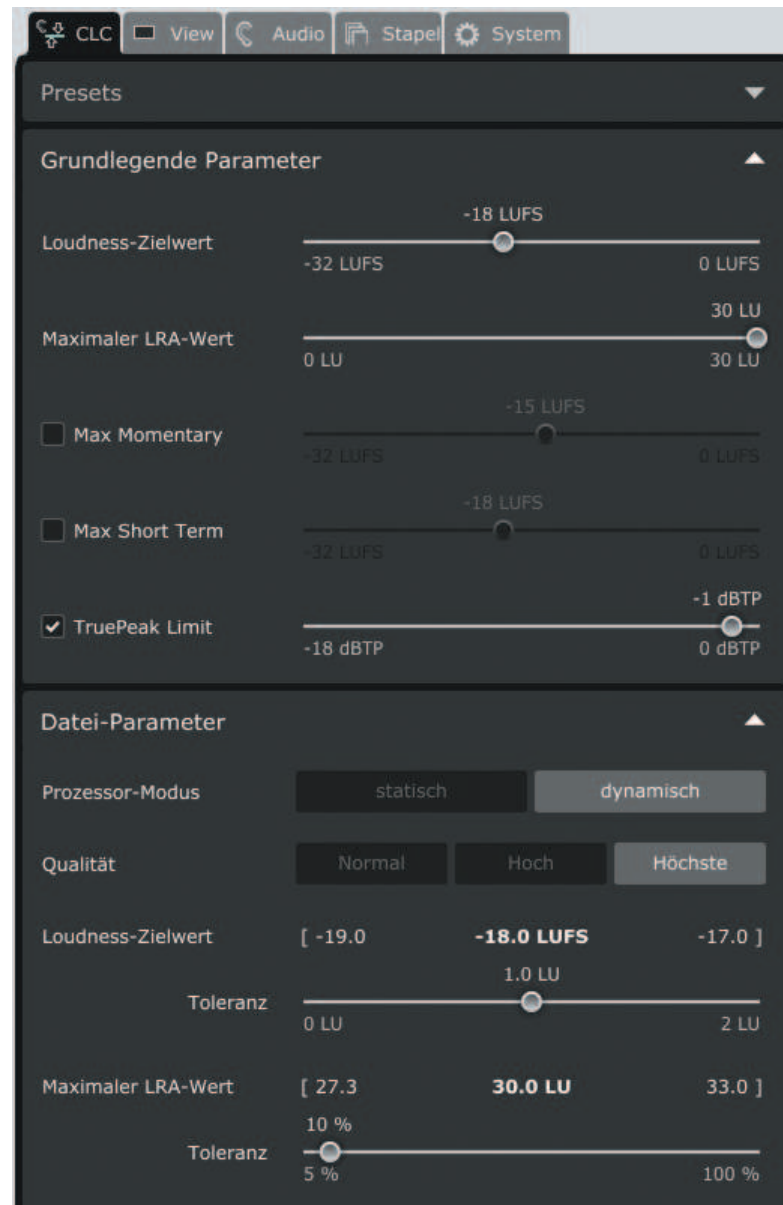 CLC View Audio Stapel System
Presets
Grundlegende Parameter
-18 LUFS
Loudness-Zielwert
-32 LUFS 0 LUFS
30 LU
Maximaler LRA-Wert
0 LU 30 LU
-15 LUFS
Max Momentary
-32 LUFS 0 LUFS
-18 LUFS
Max Short Term
-32 LUFS 0 LUFS
-1 dBTP
TruePeak Limit
-18 dBTP 0 dBTP
Datei-Parameter
Prozessor-Modus statisch dynamisch
Qualität Normal Hoch Höchste
Loudness-Zielwert [ -19.0 -18.0 LUFS -17.0 ]
1.0 LU
Toleranz
0 LU 2 LU
Maximaler LRA-Wert [ 27.3 30.0 LU 33.0 ]
10 %
Toleranz
5 % 100 %